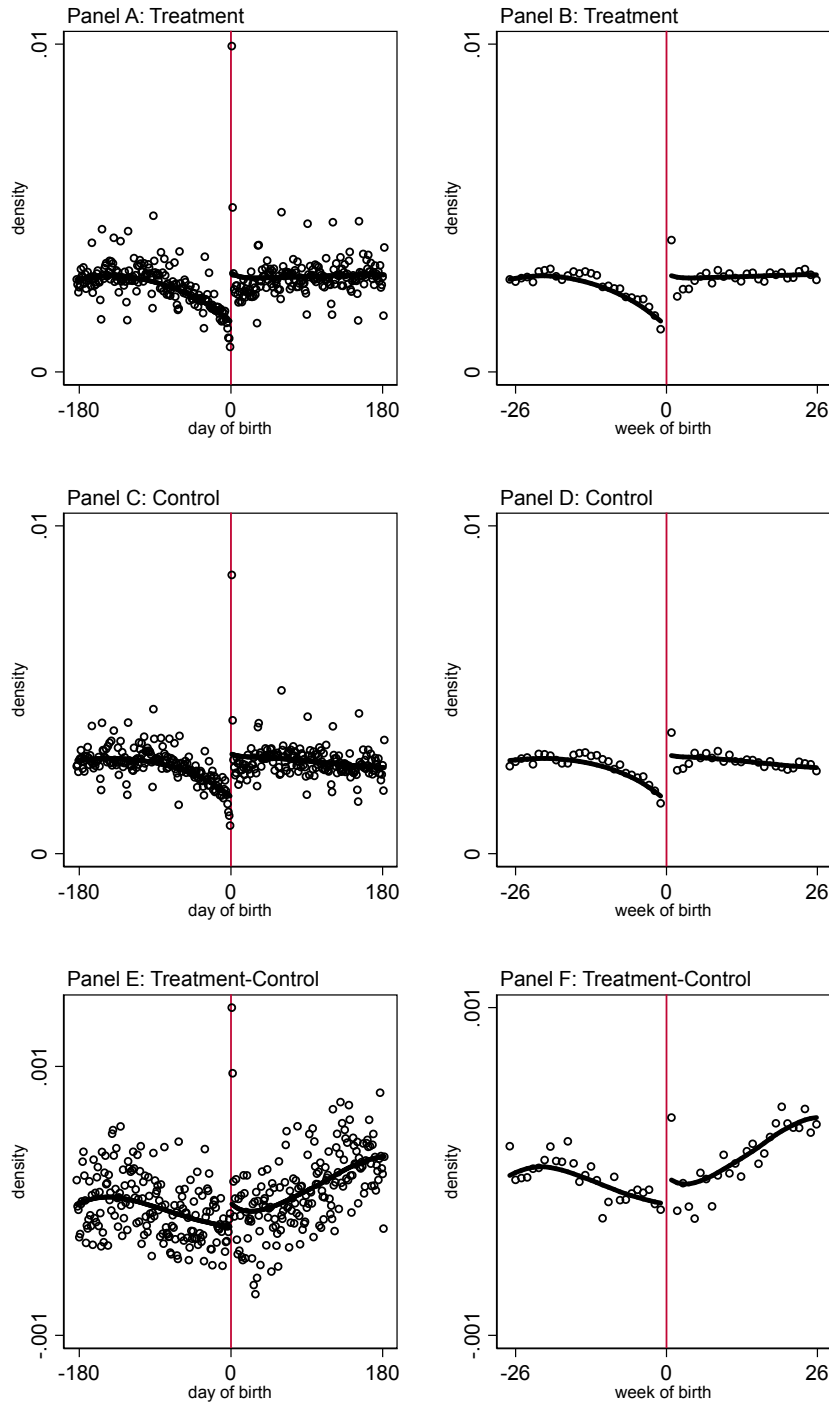 Panel A: Treatment
.01
0
density
-180
0
180
day of birth
Panel B: Treatment
.01
0
density
-26
0
26
week of birth
Panel C: Control
.01
0
density
-180
0
180
day of birth
Panel D: Control
.01
0
density
-26
0
26
week of birth
Panel E: Treatment-Control
.001
-.001
density
-180
0
180
day of birth
Panel F: Treatment-Control
.001
-.001
density
-26
0
26
week of birth